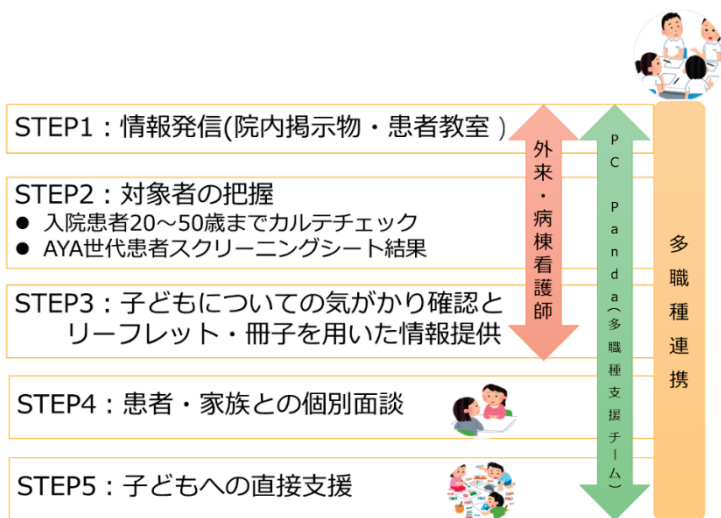 STEP1：情報発信(院内掲示物・患者教室 )
STEP2：対象者の把握
● 入院患者20～50歳までカルテチェック
● AYA世代患者スクリーニングシート結果
STEP3：子どもについての気がかり確認と
リーフレット・冊子を用いた情報提供
STEP4：患者・家族との個別面談
STEP5：子どもへの直接支援
外来・病棟看護師
PC Panda(多職種支援チーム)
多職種連携